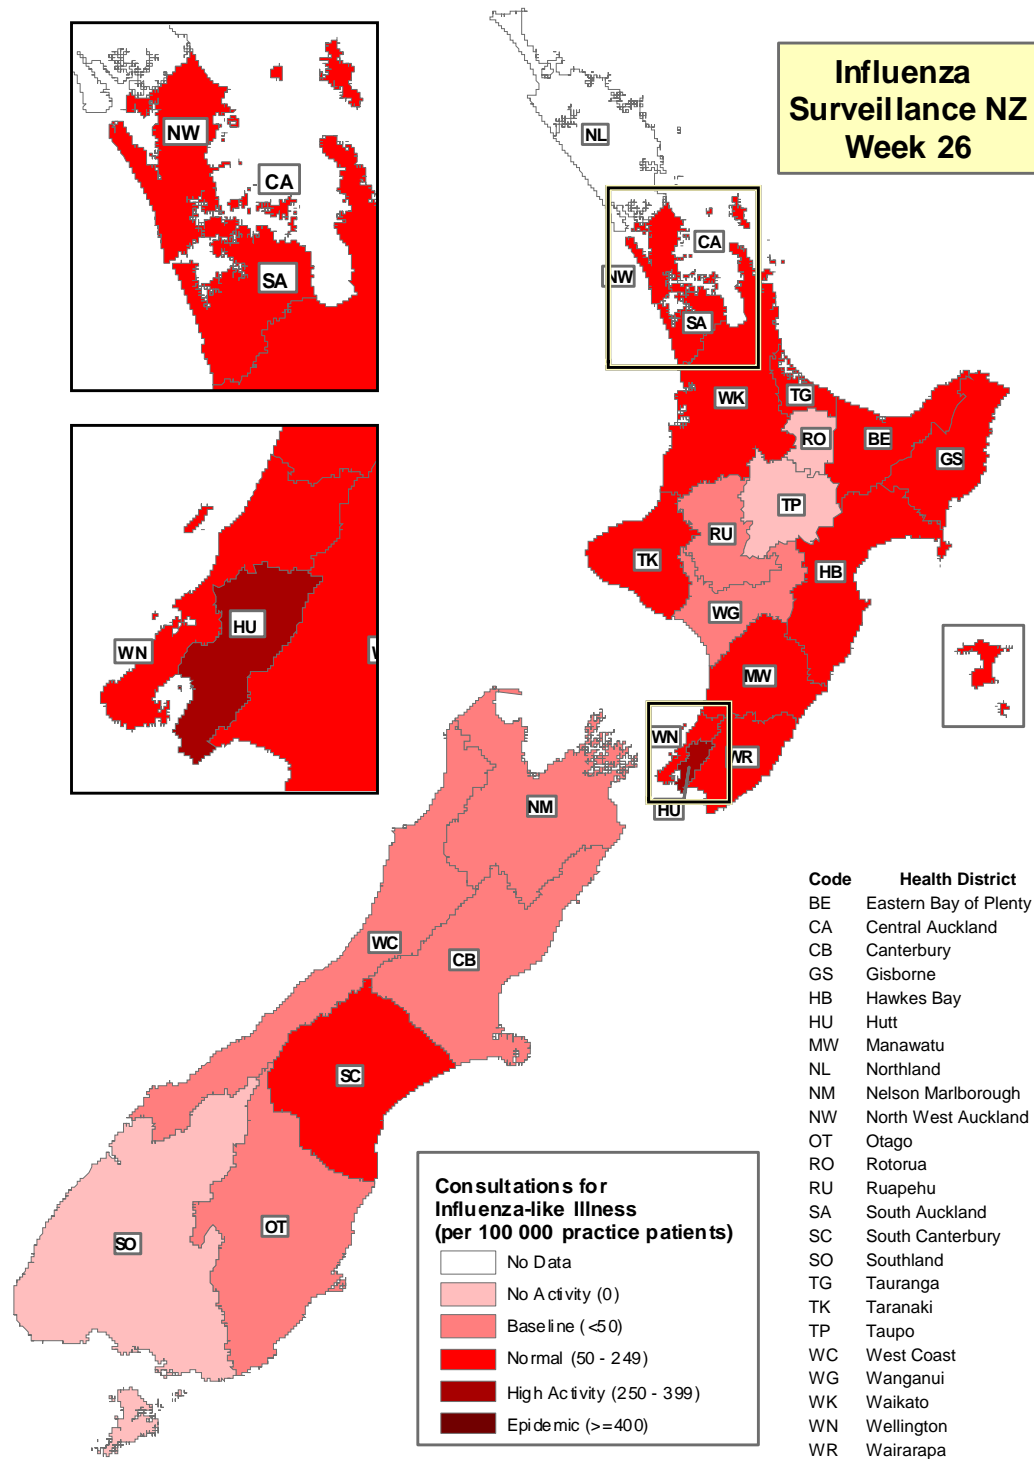 Influenza
Surveillance NZ
Week 26
NW
CA
SA
NL
CA
NW
SA
WK
TG
RO
BE
GS
TP
RU
TK
HB
WG
MW
HU
WN
WN
WR
HU
NM
WC
CB
SC
OT
SO
Consultations for
Influenza-like Illness
(per 100 000 practice patients)
No Data
No Activity (0)
Baseline (<50)
Normal (50 - 249)
High Activity (250 - 399)
Epidemic (>=400)
Code Health District
BE Eastern Bay of Plenty
CA Central Auckland
CB Canterbury
GS Gisborne
HB Hawkes Bay
HU Hutt
MW Manawatu
NL Northland
NM Nelson Marlborough
NW North West Auckland
OT Otago
RO Rotorua
RU Ruapehu
SA South Auckland
SC South Canterbury
SO Southland
TG Tauranga
TK Taranaki
TP Taupo
WC West Coast
WG Wanganui
WK Waikato
WN Wellington
WR Wairarapa